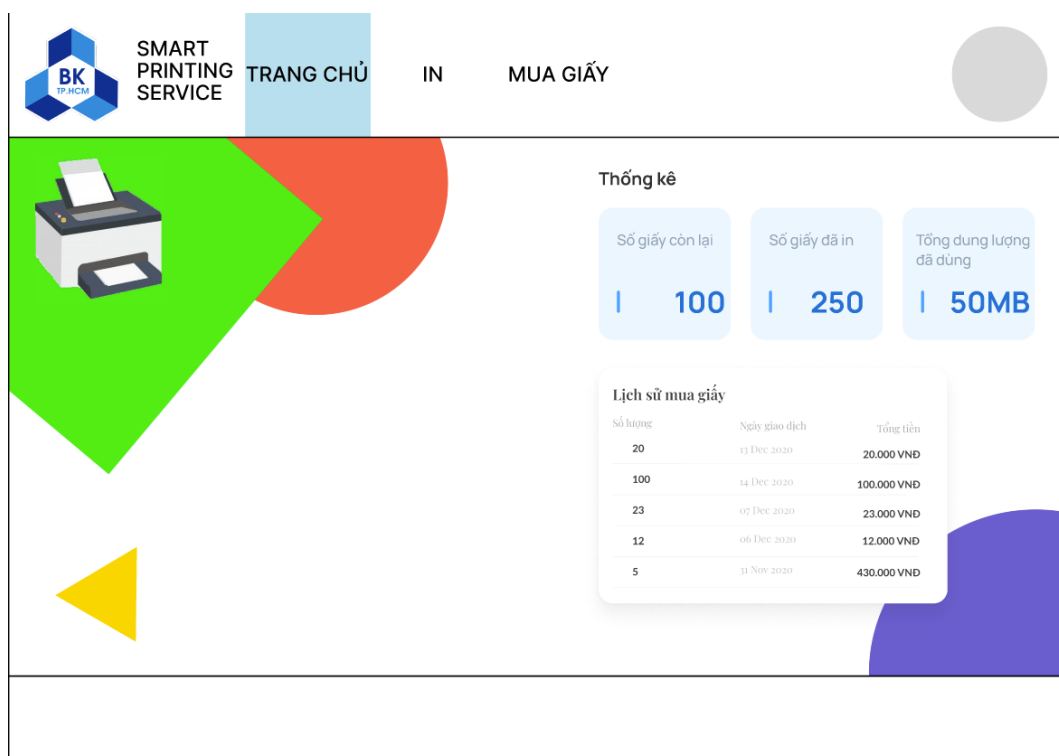 BK
TP.HCM
SMART
PRINTING
SERVICE
TRANG CHỦ
IN
MUA GIẤY
Thống kê
Số giấy còn lại
100
Số giấy đã in
250
Tổng dung lượng
đã dùng
50MB
Lịch sử mua giấy
Số lượng Ngày giao dịch Tổng tiền
20 13 Dec 2020 20.000 VNĐ
100 14 Dec 2020 100.000 VNĐ
23 07 Dec 2020 23.000 VNĐ
12 06 Dec 2020 12.000 VNĐ
5 31 Nov 2020 430.000 VNĐ